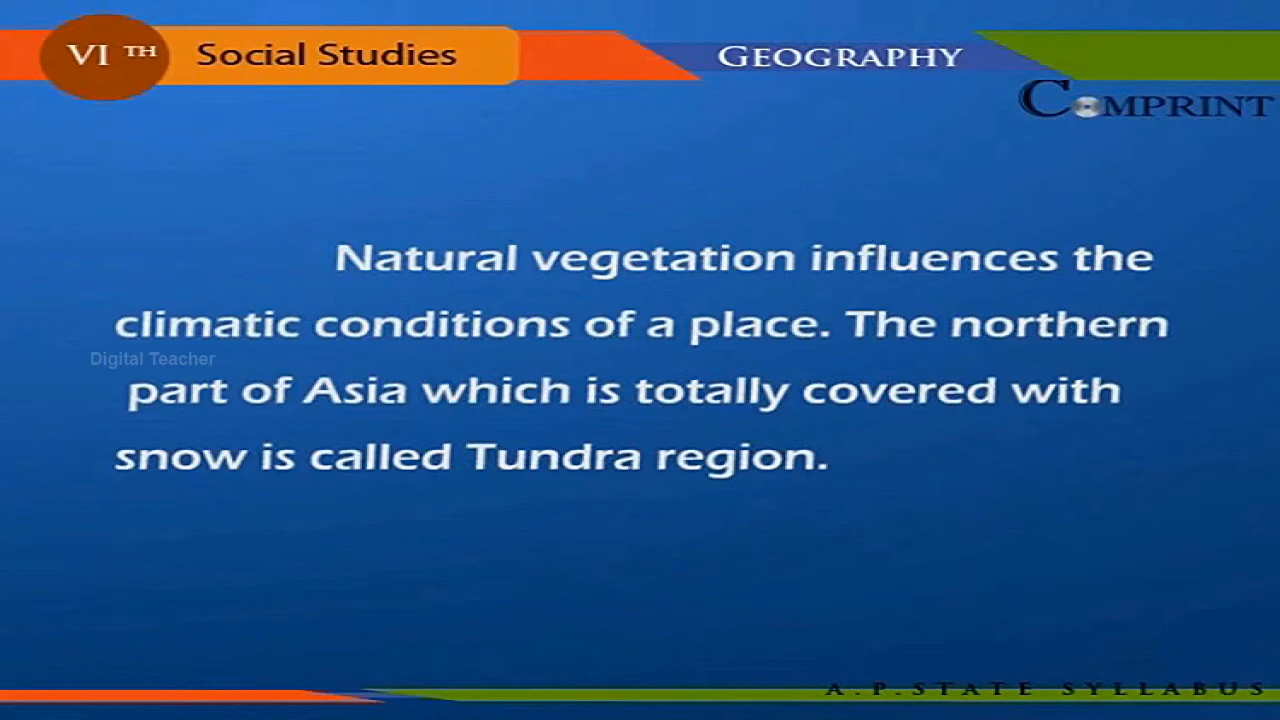 VI TH Social Studies GEOGRAPHY
COMPRINT
Natural vegetation influences the
climatic conditions of a place. The northern
Digital Teacher
part of Asia which is totally covered with
snow is called Tundra region.
A.P.STATE SYLLABUS